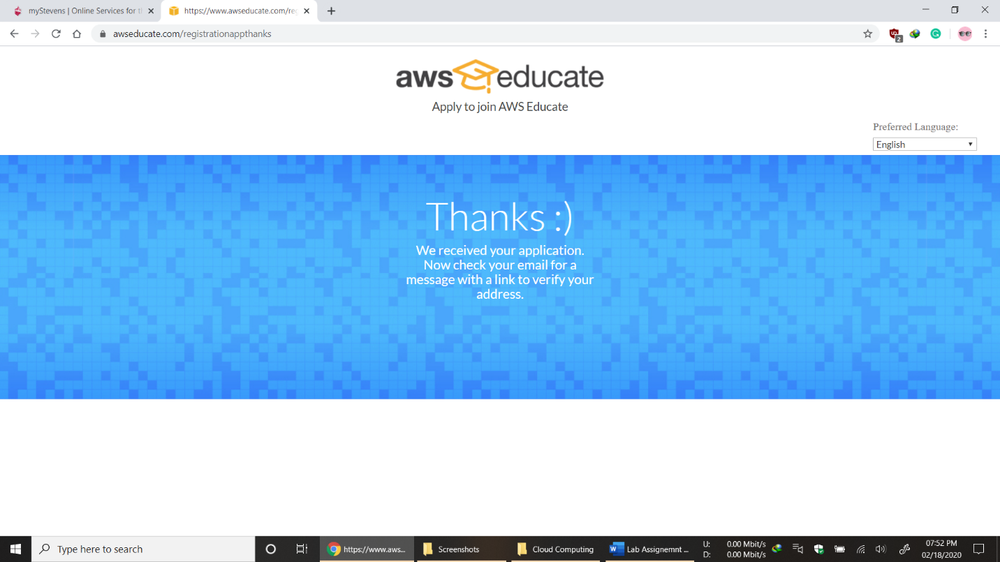 myStevens | Online Services for t
https://www.awseducate.com/reg
awseducate.com/registrationappthanks
2
aws educate
Apply to join AWS Educate
Preferred Language:
English
Thanks :)
We received your application.
Now check your email for a
message with a link to verify your
address.
Type here to search
https://www.aws...
Screenshots
Cloud Computing
Lab Assignemnt ...
U: 0.00 Mbit/s
D: 0.00 Mbit/s
07:52 PM
02/18/2020